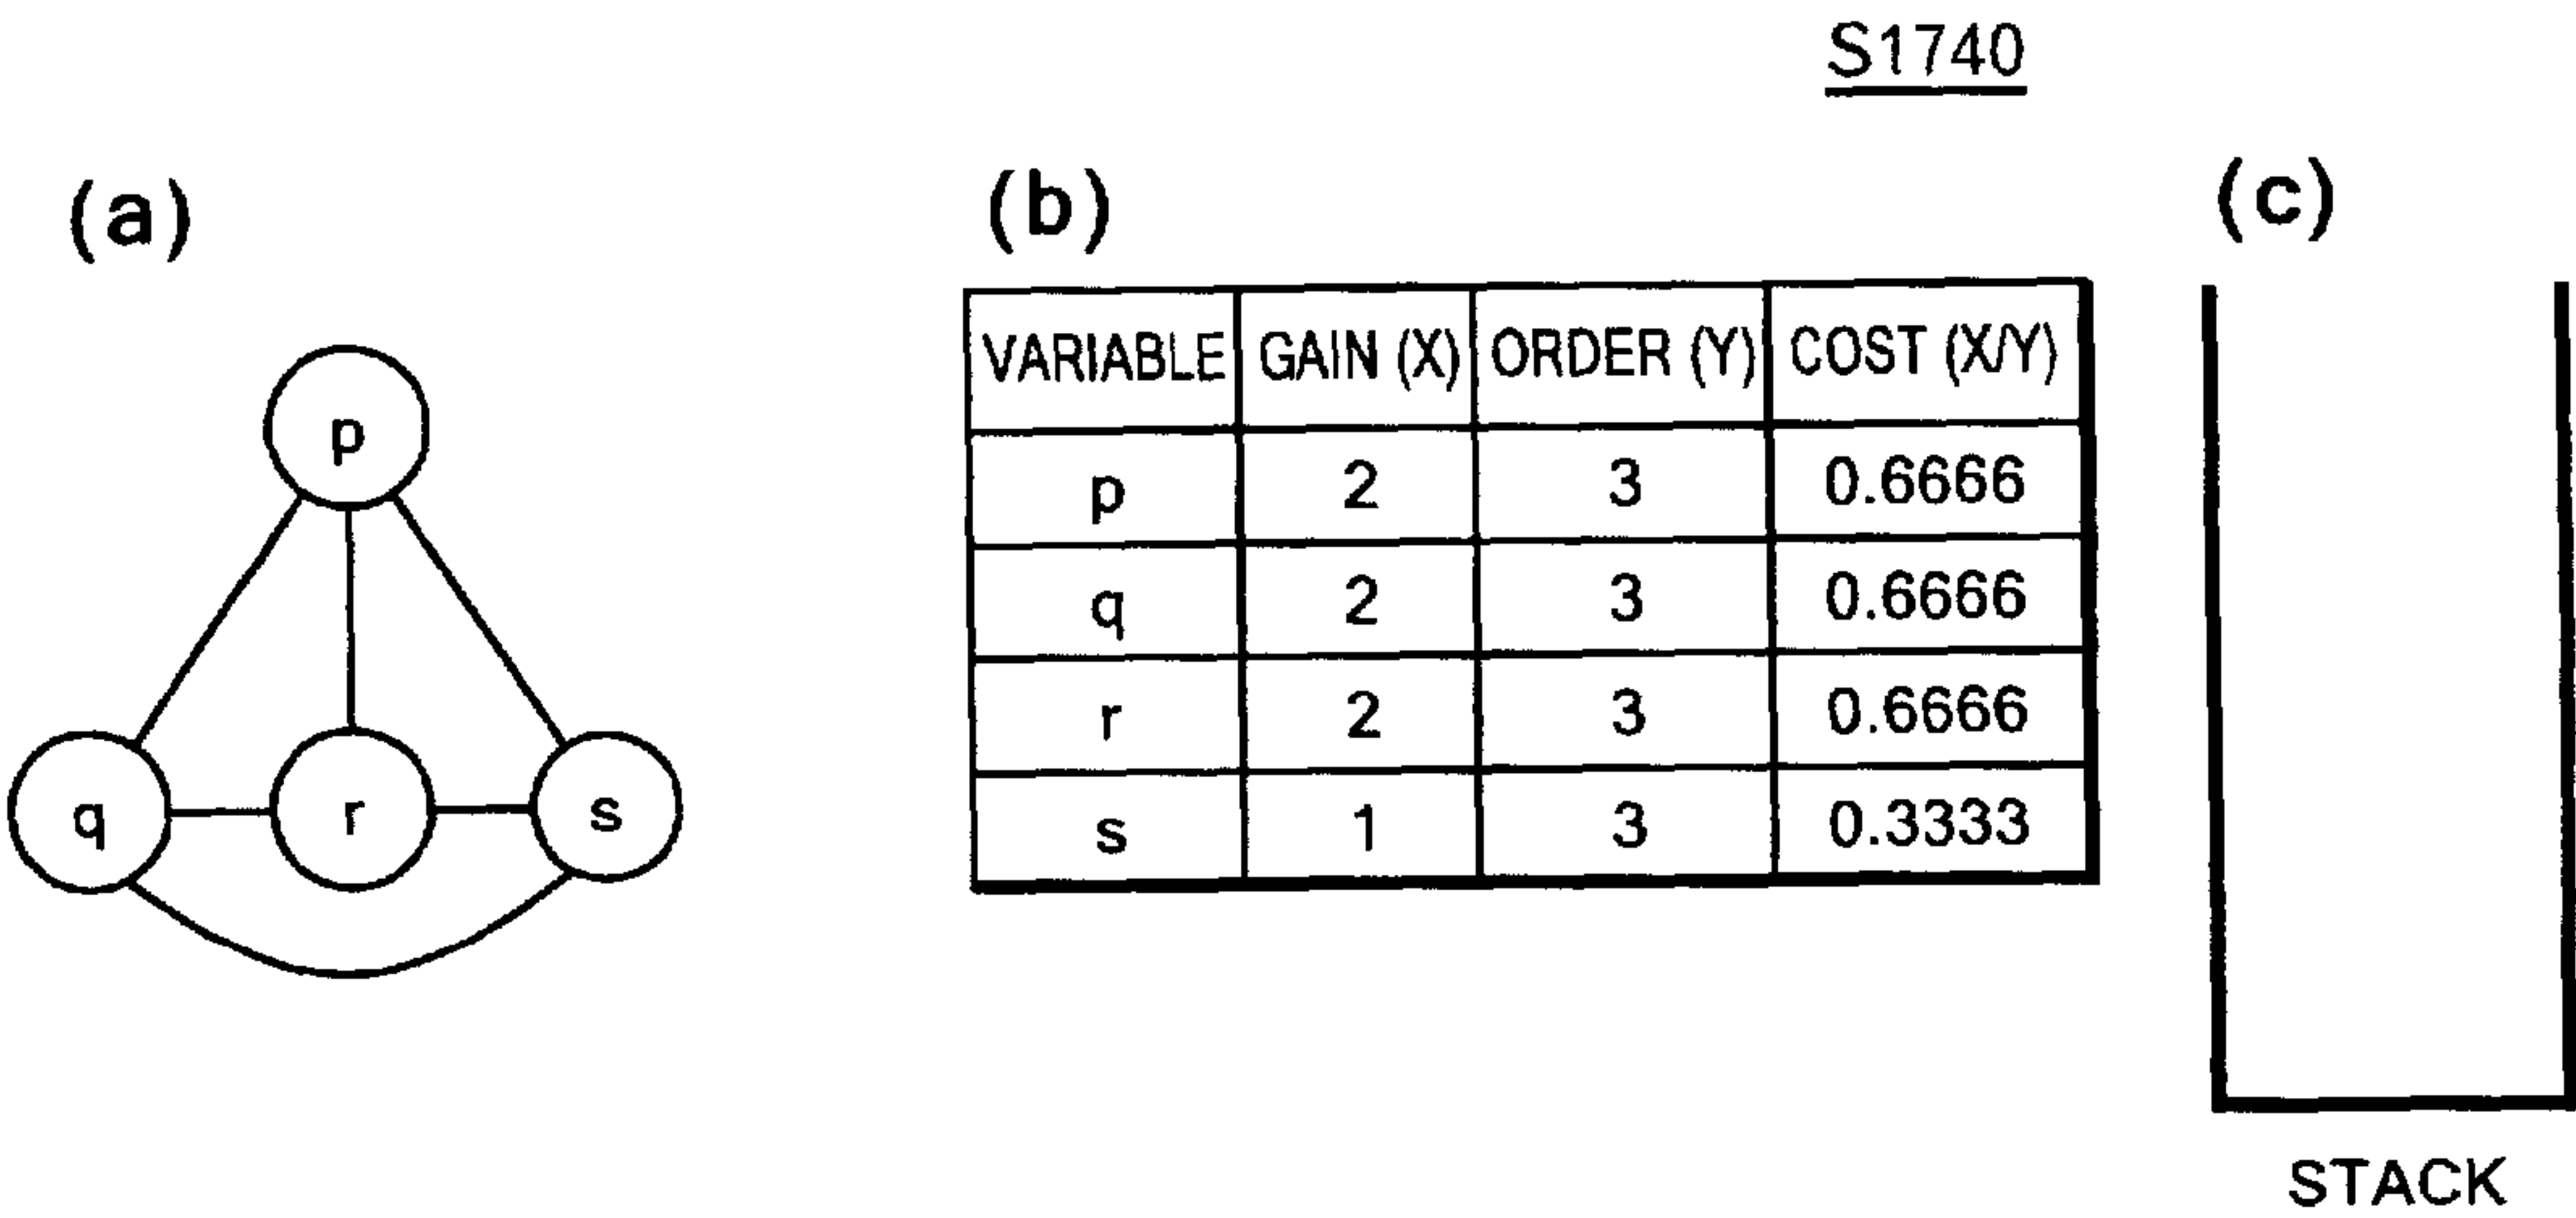 S1740
(a)
(b)
(c)
p
q r s
VARIABLE GAIN (X) ORDER (Y) COST (X/Y)
p 2 3 0.6666
q 2 3 0.6666
r 2 3 0.6666
s 1 3 0.3333
STACK